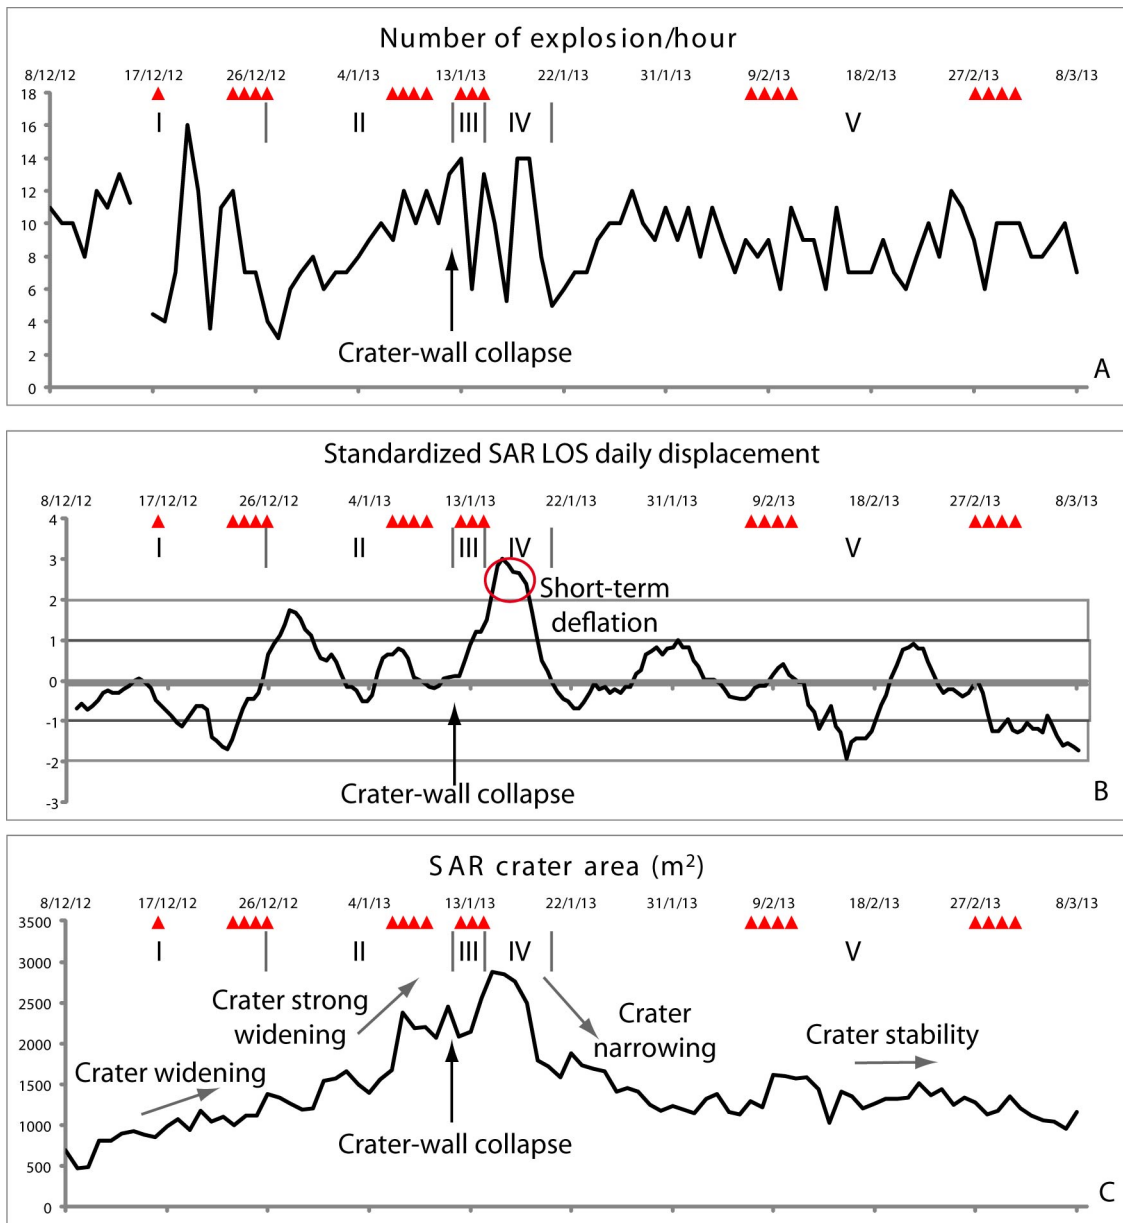 Number of explosion/hour
8/12/12 17/12/12 26/12/12 4/1/13 13/1/13 22/1/13 31/1/13 9/2/13 18/2/13 27/2/13 8/3/13
18
I II III IV V
16
14
12
10
8
6
4
2
0
Crater-wall collapse
A
Standardized SAR LOS daily displacement
8/12/12 17/12/12 26/12/12 4/1/13 13/1/13 22/1/13 31/1/13 9/2/13 18/2/13 27/2/13 8/3/13
4
I II III IV V
3
2
1
0
-1
-2
-3
Short-term
deflation
Crater-wall collapse
B
SAR crater area (m²)
8/12/12 17/12/12 26/12/12 4/1/13 13/1/13 22/1/13 31/1/13 9/2/13 18/2/13 27/2/13 8/3/13
3500
I II III IV V
3000
2500
2000
1500
1000
500
0
Crater widening
Crater strong
widening
Crater
narrowing
Crater stability
Crater-wall collapse
C